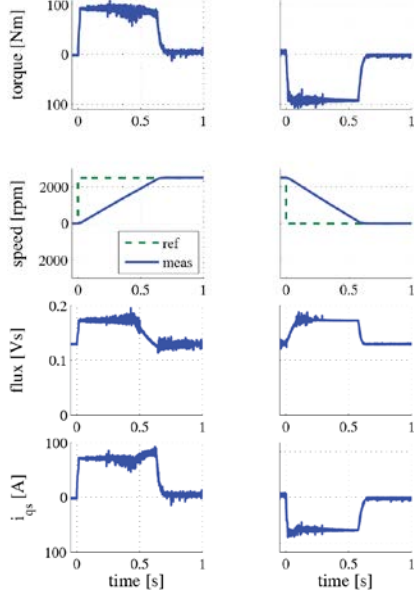 torque [Nm]
100
0
100
0 0.5 1
0 0.5 1
speed [rpm]
2000
0
2000
ref
meas
0 0.5 1
0 0.5 1
flux [Vs]
0.2
0.1
0
0 0.5 1
0 0.5 1
i_qs [A]
100
0
100
0 0.5 1
0 0.5 1
time [s]
time [s]